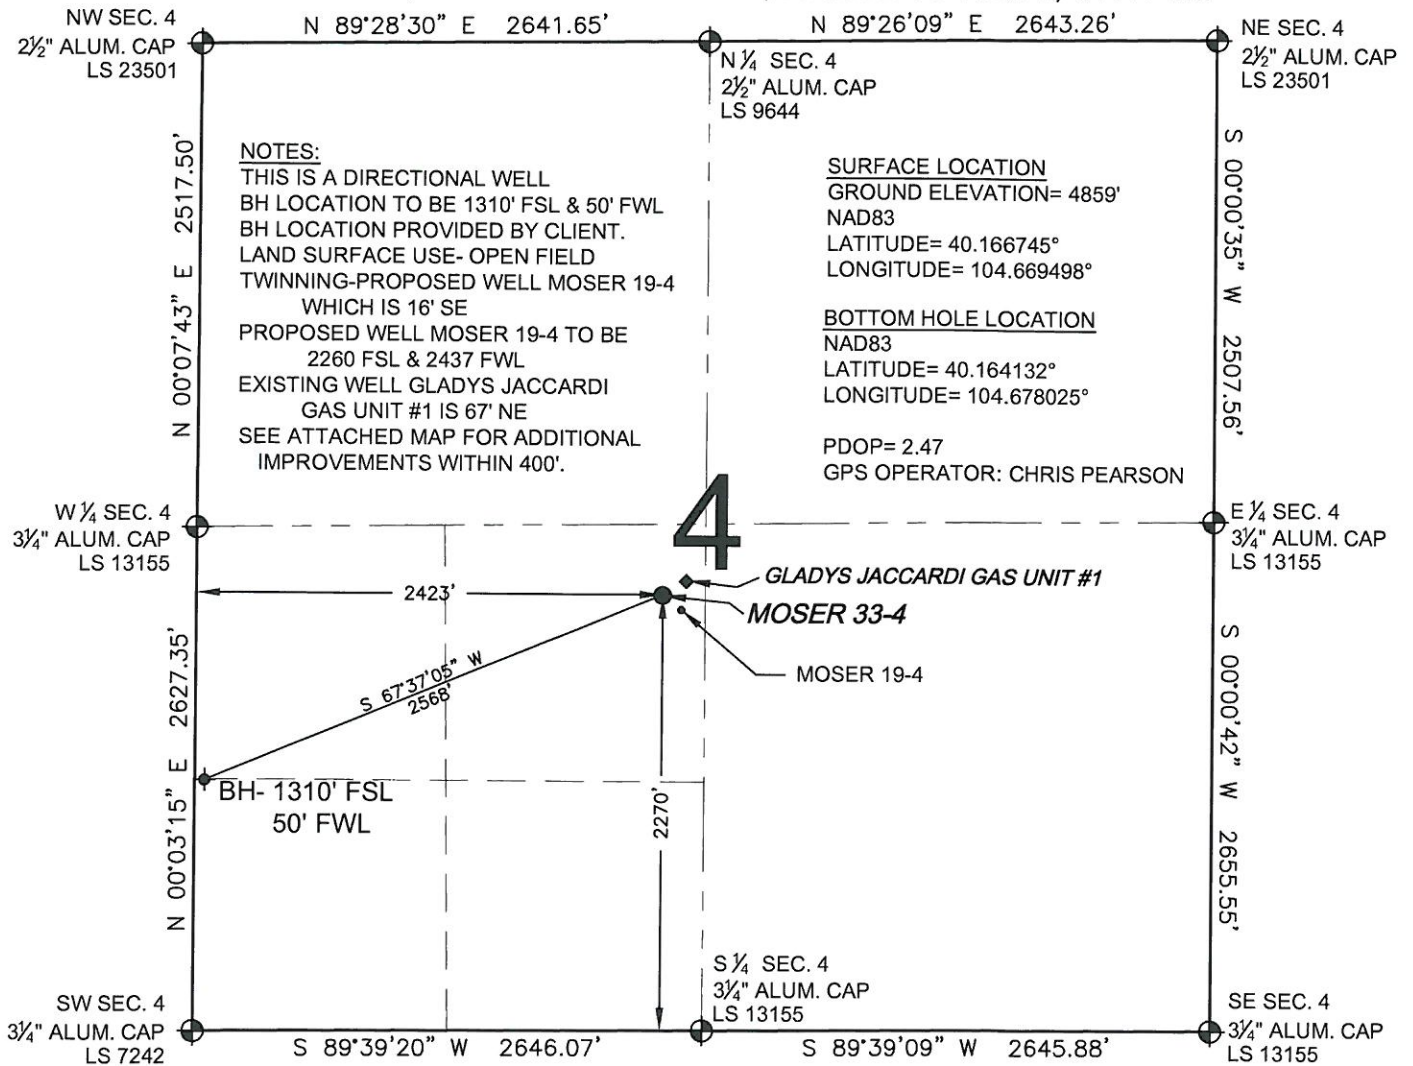 N 89°28'30" E 2641.65'
N 89°26'09" E 2643.26'
NW SEC. 4
2½" ALUM. CAP
LS 23501
N ¼ SEC. 4
2½" ALUM. CAP
LS 9644
NE SEC. 4
2½" ALUM. CAP
LS 23501
N 00°07'43" E 2517.50'
NOTES:
THIS IS A DIRECTIONAL WELL
BH LOCATION TO BE 1310' FSL & 50' FWL
BH LOCATION PROVIDED BY CLIENT.
LAND SURFACE USE- OPEN FIELD
TWINNING-PROPOSED WELL MOSER 19-4
WHICH IS 16' SE
PROPOSED WELL MOSER 19-4 TO BE
2260 FSL & 2437 FWL
EXISTING WELL GLADYS JACCARDI
GAS UNIT #1 IS 67' NE
SEE ATTACHED MAP FOR ADDITIONAL
IMPROVEMENTS WITHIN 400'.
SURFACE LOCATION
GROUND ELEVATION= 4859'
NAD83
LATITUDE= 40.166745°
LONGITUDE= 104.669498°
BOTTOM HOLE LOCATION
NAD83
LATITUDE= 40.164132°
LONGITUDE= 104.678025°
PDOP= 2.47
GPS OPERATOR: CHRIS PEARSON
S 00°00'35" W 2507.56'
W ¼ SEC. 4
3¼" ALUM. CAP
LS 13155
4
E ¼ SEC. 4
3¼" ALUM. CAP
LS 13155
GLADYS JACCARDI GAS UNIT #1
2423'
MOSER 33-4
MOSER 19-4
S 67°37'05" W
2568'
N 00°03'15" E 2627.35'
S 00°00'42" W 2655.55'
BH- 1310' FSL
50' FWL
2270'
SW SEC. 4
3¼" ALUM. CAP
LS 7242
S ¼ SEC. 4
3¼" ALUM. CAP
LS 13155
SE SEC. 4
3¼" ALUM. CAP
LS 13155
S 89°39'20" W 2646.07'
S 89°39'09" W 2645.88'